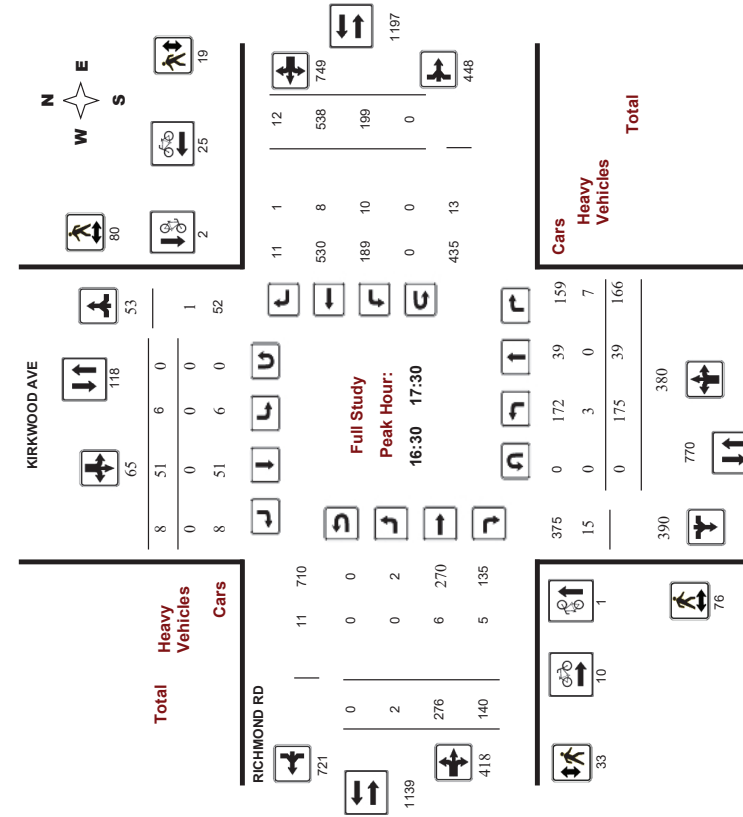 N
W E
S
KIRKWOOD AVE
65 118 53
8 51 6 0
0 0 0 0 1
8 51 6 0 52
80
2 25 19
Total
Heavy
Vehicles
Cars
RICHMOND RD
721 11 710
0 0 0
1139 2 0 2
276 6 270
418 140 5 135
Full Study
Peak Hour:
16:30 17:30
11 1 12
530 8 538 749
189 10 199 1197
0 0 0
435 13 448
33 10 1
76
375 0 172 39 159
15 0 3 0 7
0 175 39 166
390 770 380
Cars
Heavy
Vehicles
Total